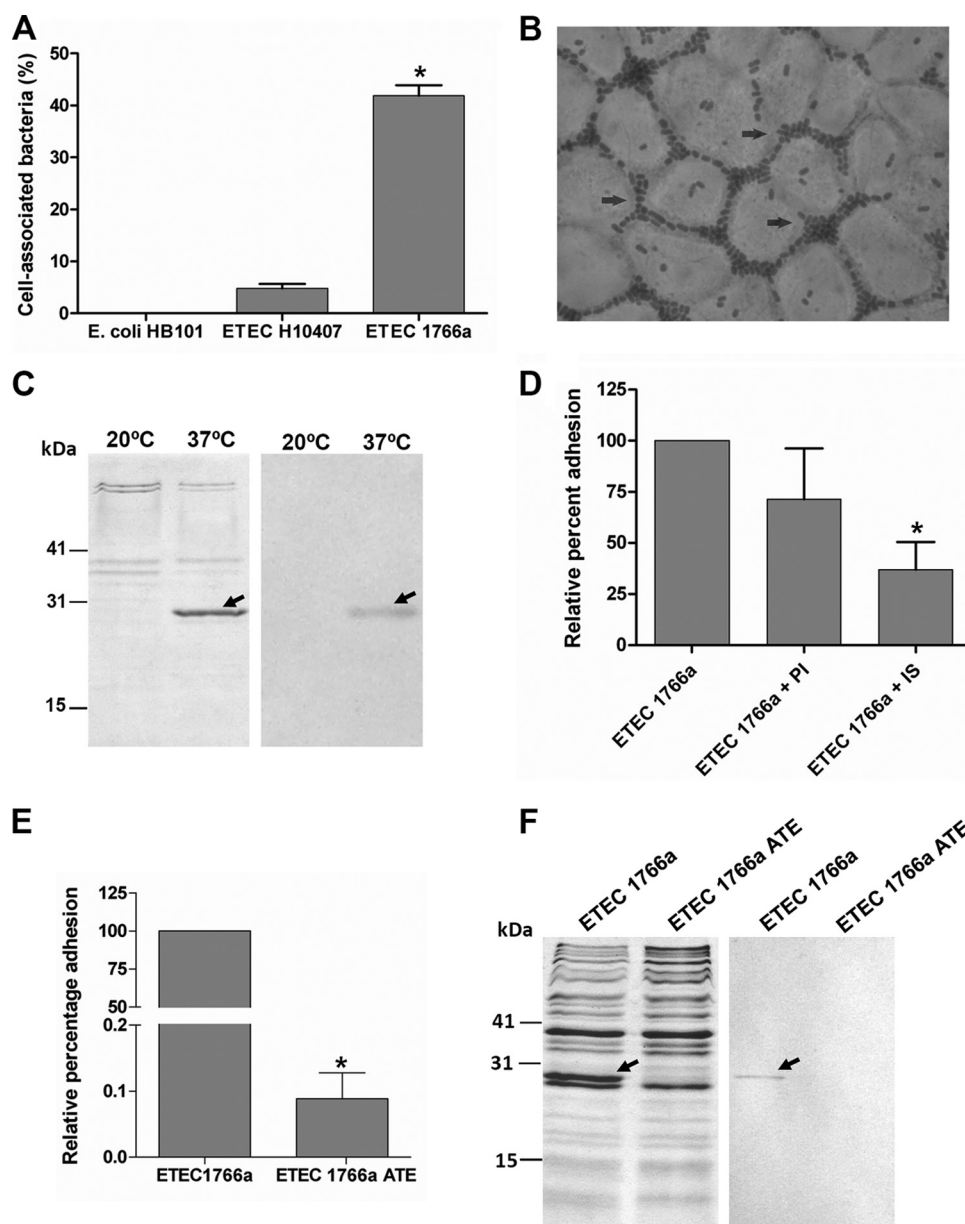 A
Cell-associated bacteria (%)
50
40
30
20
10
0
*
E. coli HB101
ETEC H10407
ETEC 1766a
B
C
kDa
20ºC
37ºC
20ºC
37ºC
41
31
15
D
Relative percent adhesion
125
100
75
50
25
0
*
ETEC 1766a
ETEC 1766a + PI
ETEC 1766a + IS
E
Relative percentage adhesion
125
100
75
50
0.2
0.1
0.0
*
ETEC1766a
ETEC 1766a ATE
F
kDa
ETEC 1766a
ETEC 1766a ATE
ETEC 1766a
ETEC 1766a ATE
41
31
15